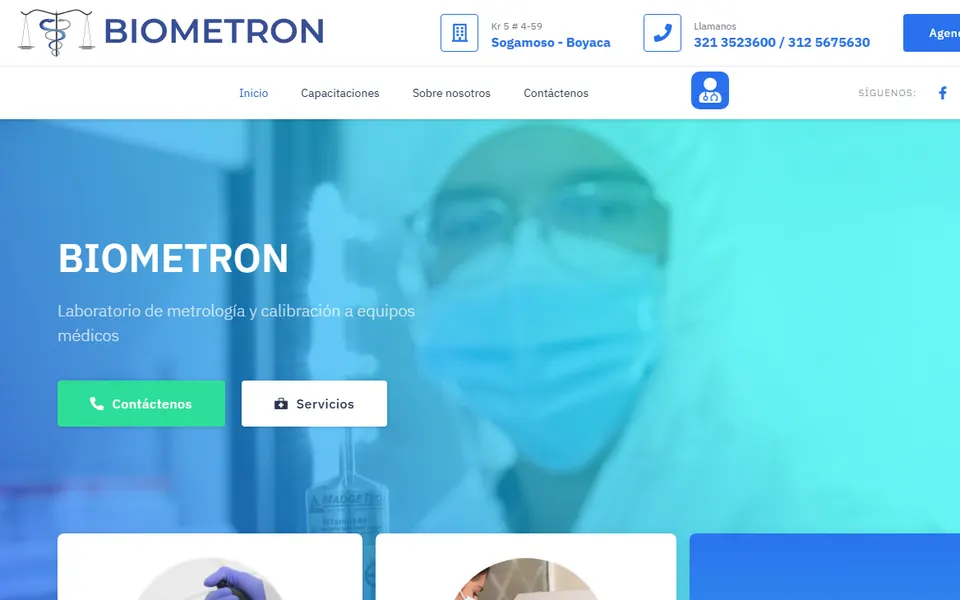 BIOMETRON
Kr 5 # 4-59
Sogamoso - Boyaca
Llamanos
321 3523600 / 312 5675630
Agen
Inicio
Capacitaciones
Sobre nosotros
Contáctenos
SÍGUENOS:
BIOMETRON
Laboratorio de metrología y calibración a equipos
médicos
Contáctenos
Servicios